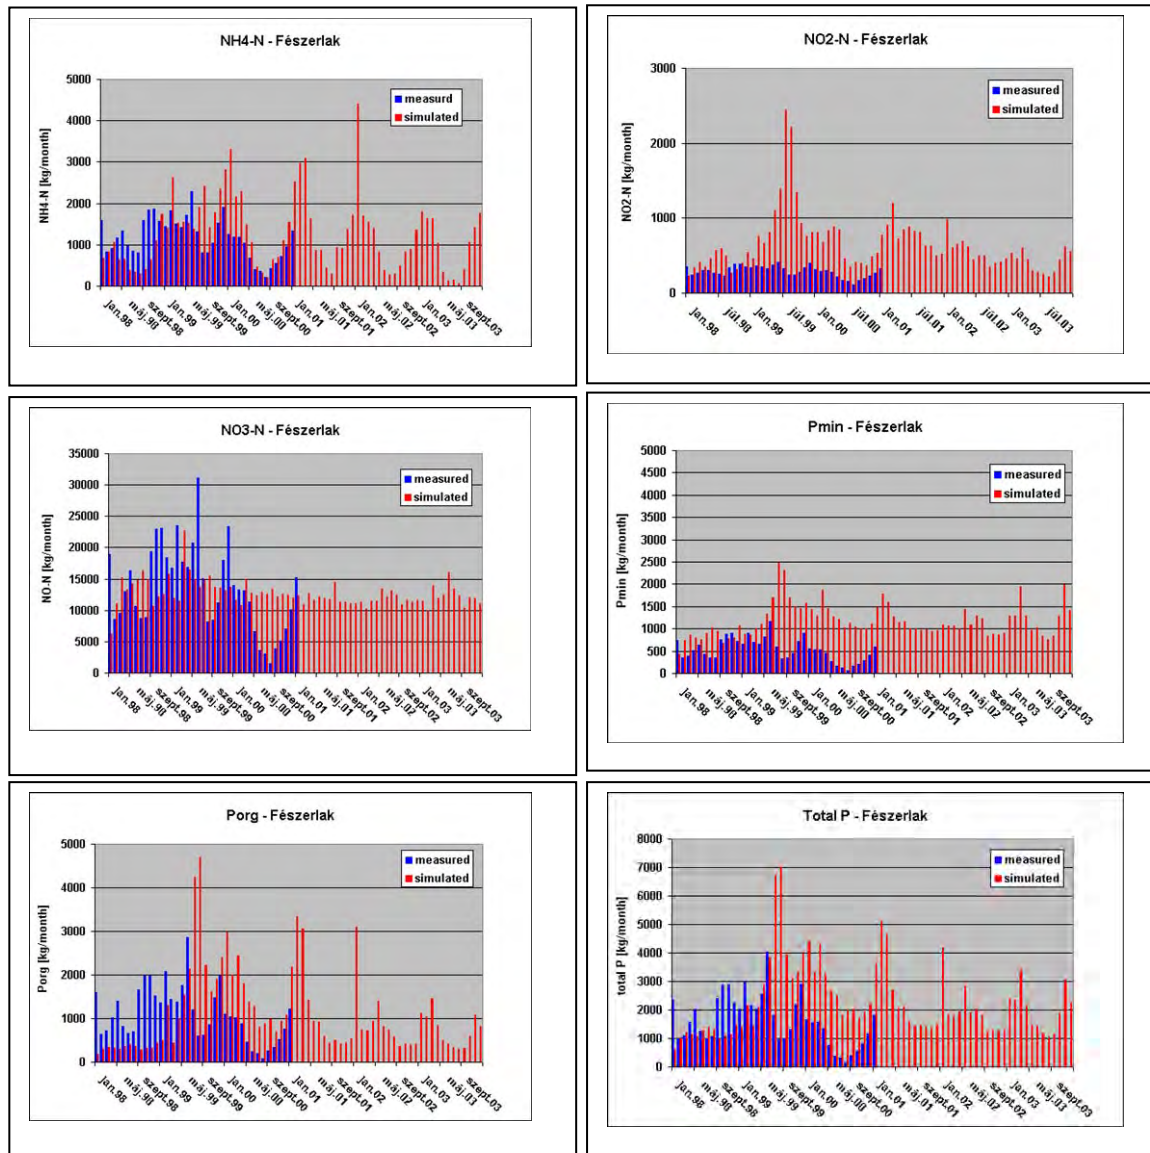 NH4-N - Fészerlak
NH4-N [kg/month]
5000
4000
3000
2000
1000
0
measurd
simulated
jan.98
máj.98
szept.98
jan.99
máj.99
szept.99
jan.00
máj.00
szept.00
jan.01
máj.01
szept.01
jan.02
máj.02
szept.02
jan.03
máj.03
szept.03
NO2-N - Fészerlak
NO2-N [kg/month]
3000
2000
1000
0
measured
simulated
jan.98
júl.98
jan.99
júl.99
jan.00
júl.00
jan.01
júl.01
jan.02
júl.02
jan.03
júl.03
NO3-N - Fészerlak
NO-N [kg/month]
35000
30000
25000
20000
15000
10000
5000
0
measured
simulated
jan.98
máj.98
szept.98
jan.99
máj.99
szept.99
jan.00
máj.00
szept.00
jan.01
máj.01
szept.01
jan.02
máj.02
szept.02
jan.03
máj.03
szept.03
Pmin - Fészerlak
Pmin [kg/month]
5000
4500
4000
3500
3000
2500
2000
1500
1000
500
0
measured
simulated
jan.98
máj.98
szept.98
jan.99
máj.99
szept.99
jan.00
máj.00
szept.00
jan.01
máj.01
szept.01
jan.02
máj.02
szept.02
jan.03
máj.03
szept.03
Porg - Fészerlak
Porg [kg/month]
5000
4000
3000
2000
1000
0
measured
simulated
jan.98
máj.98
szept.98
jan.99
máj.99
szept.99
jan.00
máj.00
szept.00
jan.01
máj.01
szept.01
jan.02
máj.02
szept.02
jan.03
máj.03
szept.03
Total P - Fészerlak
total P [kg/month]
8000
7000
6000
5000
4000
3000
2000
1000
0
measured
simulated
jan.98
máj.98
szept.98
jan.99
máj.99
szept.99
jan.00
máj.00
szept.00
jan.01
máj.01
szept.01
jan.02
máj.02
szept.02
jan.03
máj.03
szept.03